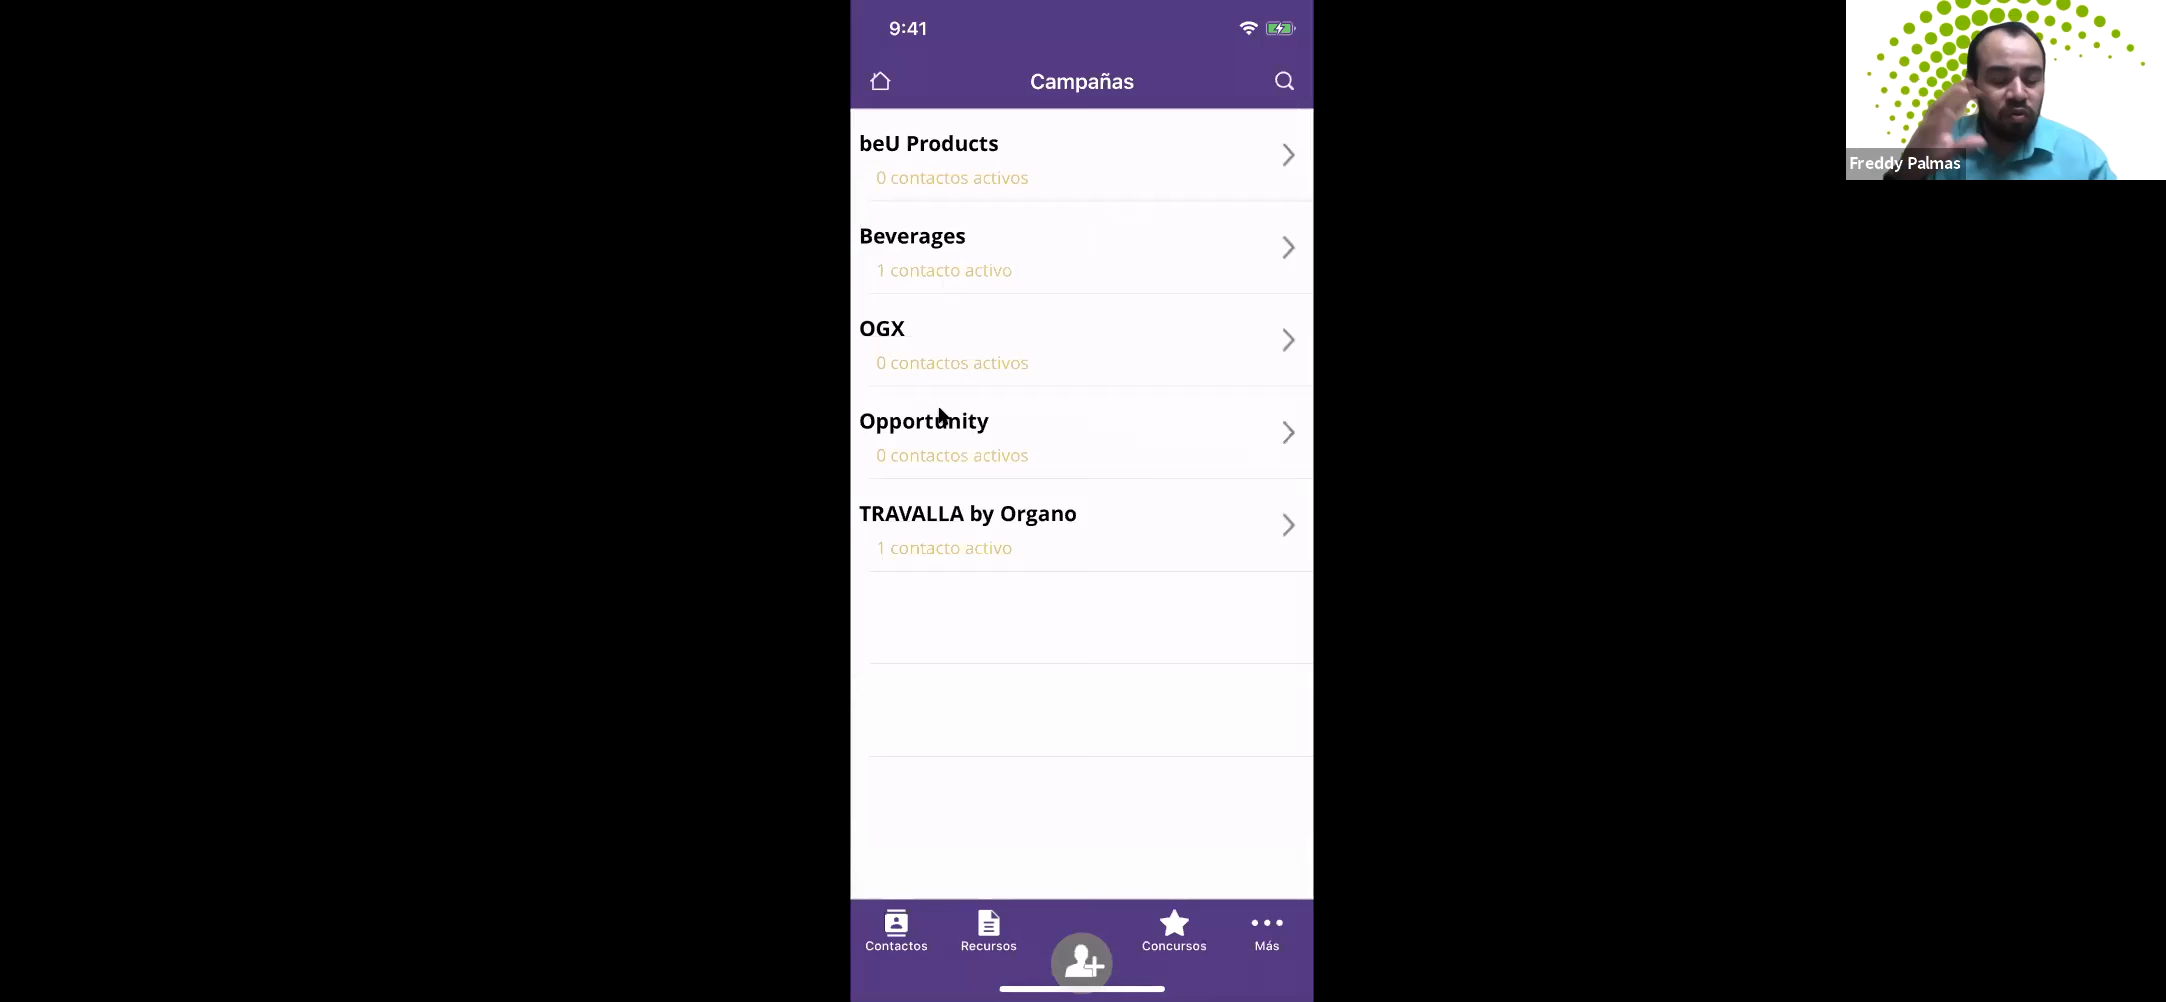 9:41
Campañas
beU Products
0 contactos activos
Beverages
1 contacto activo
OGX
0 contactos activos
Opportunity
0 contactos activos
TRAVALLA by Organo
1 contacto activo
Contactos
Recursos
Concursos
Más
Freddy Palmas